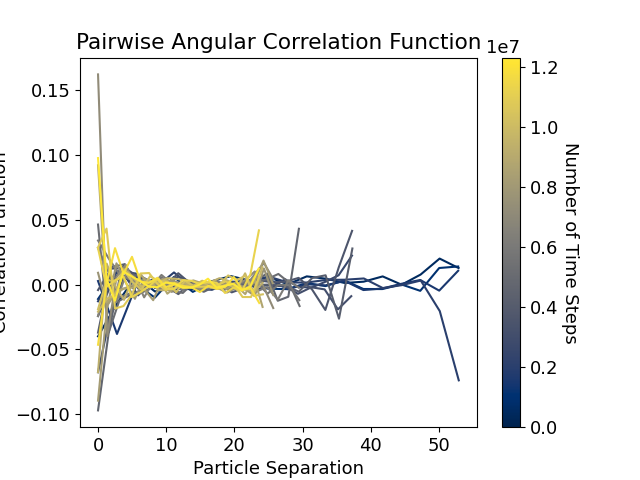 Pairwise Angular Correlation Function
1e7
0.15
0.10
0.05
0.00
−0.05
−0.10
Correlation Function
0 10 20 30 40 50
Particle Separation
1.2
1.0
0.8
0.6
0.4
0.2
0.0
Number of Time Steps